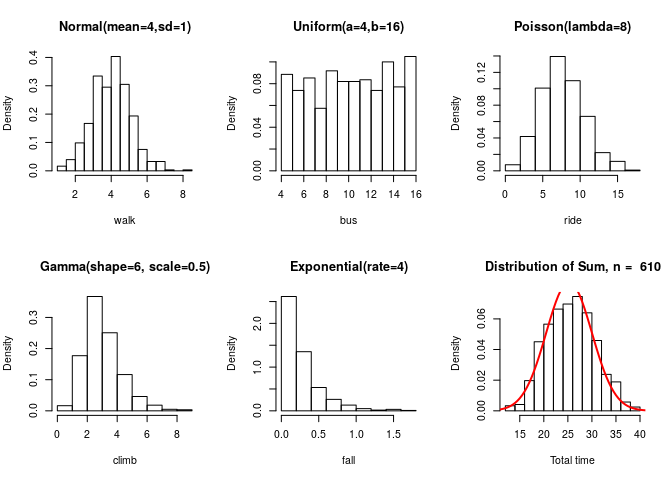 Normal(mean=4,sd=1)
Density
0.0 0.1 0.2 0.3 0.4
2 4 6 8
walk
Uniform(a=4,b=16)
Density
0.00 0.04 0.08
4 6 8 10 12 14 16
bus
Poisson(lambda=8)
Density
0.00 0.04 0.08 0.12
0 5 10 15
ride
Gamma(shape=6, scale=0.5)
Density
0.0 0.1 0.2 0.3
0 2 4 6 8
climb
Exponential(rate=4)
Density
0.0 1.0 2.0
0.0 0.5 1.0 1.5
fall
Distribution of Sum, n =  610
Density
0.00 0.02 0.04 0.06
15 20 25 30 35 40
Total time